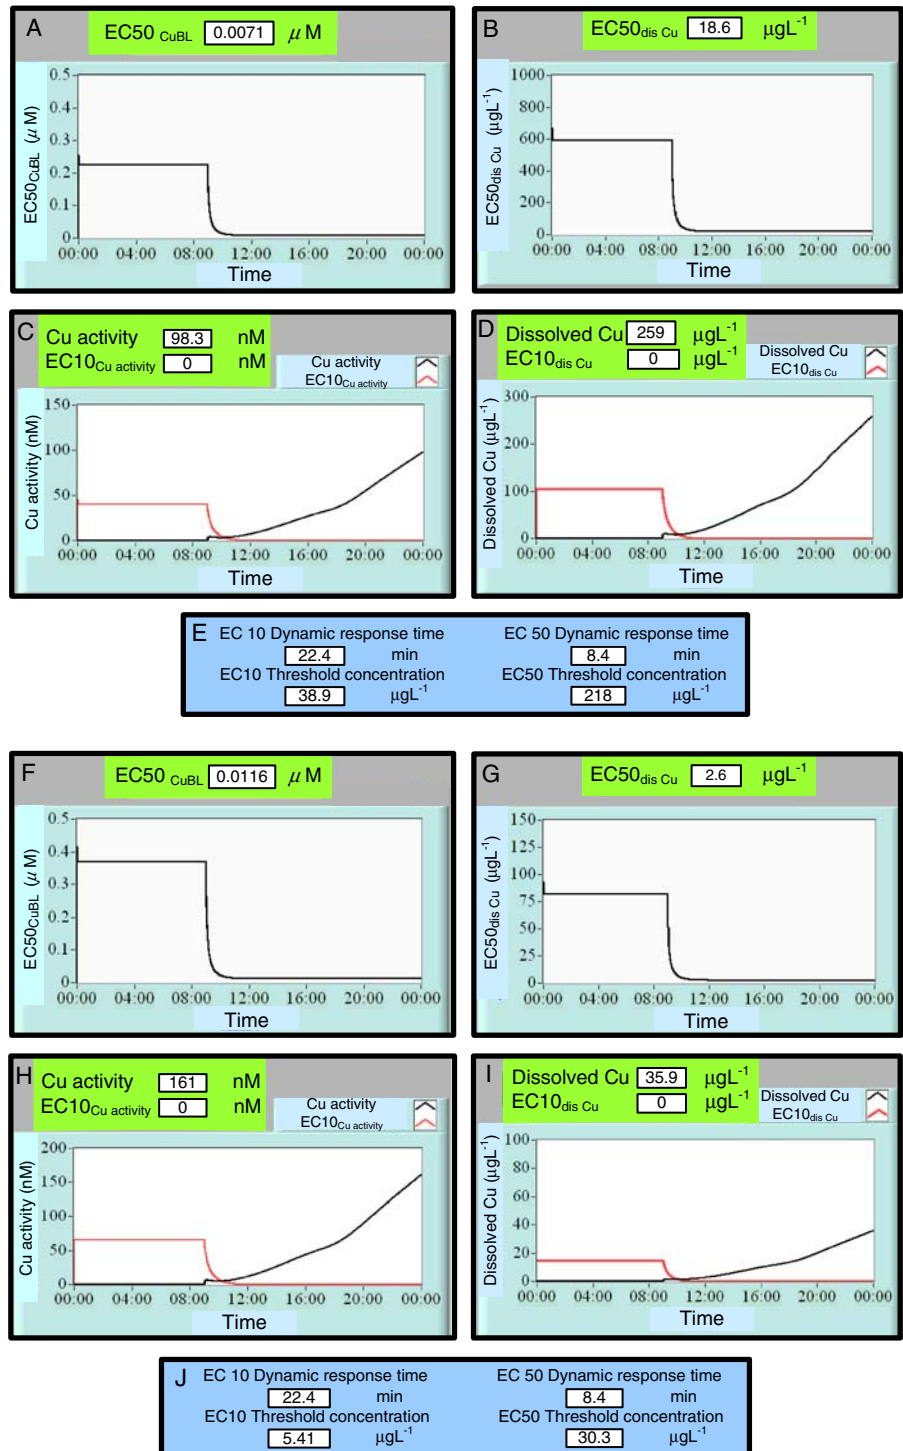 A
EC50 CuBL 0.0071 μM
EC50CuBL (μM)
0.5
0.4
0.3
0.2
0.1
0
00:00 04:00 08:00 12:00 16:00 20:00 00:00
Time
B
EC50dis Cu 18.6 μgL-1
EC50dis Cu (μgL-1)
1000
800
600
400
200
0
00:00 04:00 08:00 12:00 16:00 20:00 00:00
Time
C
Cu activity 98.3 nM
EC10Cu activity 0 nM
Cu activity
EC10Cu activity
Cu activity (nM)
150
100
50
0
00:00 04:00 08:00 12:00 16:00 20:00 00:00
Time
D
Dissolved Cu 259 μgL-1
EC10dis Cu 0 μgL-1
Dissolved Cu
EC10dis Cu
Dissolved Cu (μgL-1)
300
200
100
0
00:00 04:00 08:00 12:00 16:00 20:00 00:00
Time
E
EC 10 Dynamic response time
22.4 min
EC10 Threshold concentration
38.9 μgL-1
EC 50 Dynamic response time
8.4 min
EC50 Threshold concentration
218 μgL-1
F
EC50 CuBL 0.0116 μM
EC50CuBL (μM)
0.5
0.4
0.3
0.2
0.1
0
00:00 04:00 08:00 12:00 16:00 20:00 00:00
Time
G
EC50dis Cu 2.6 μgL-1
EC50dis Cu (μgL-1)
150
125
100
75
50
25
0
00:00 04:00 08:00 12:00 16:00 20:00 00:00
Time
H
Cu activity 161 nM
EC10Cu activity 0 nM
Cu activity
EC10Cu activity
Cu activity (nM)
200
150
100
50
0
00:00 04:00 08:00 12:00 16:00 20:00 00:00
Time
I
Dissolved Cu 35.9 μgL-1
EC10dis Cu 0 μgL-1
Dissolved Cu
EC10dis Cu
Dissolved Cu (μgL-1)
100
80
60
40
20
0
00:00 04:00 08:00 12:00 16:00 20:00 00:00
Time
J
EC 10 Dynamic response time
22.4 min
EC10 Threshold concentration
5.41 μgL-1
EC 50 Dynamic response time
8.4 min
EC50 Threshold concentration
30.3 μgL-1